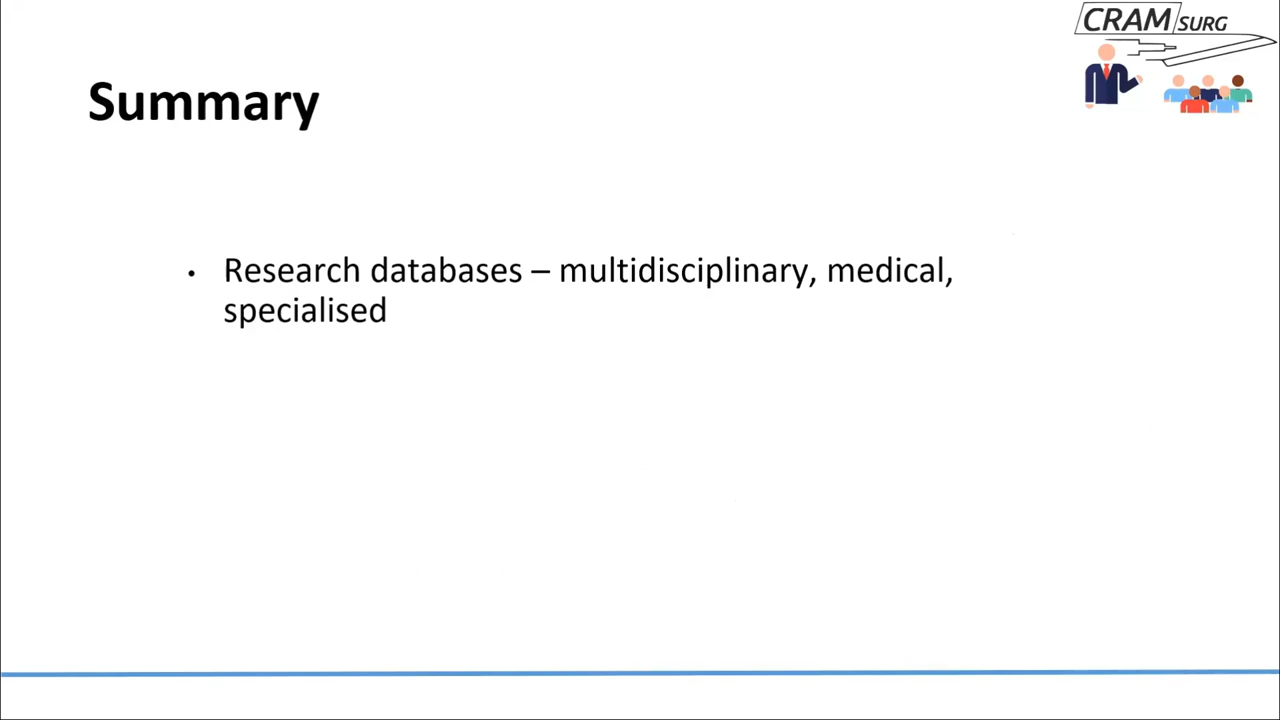 CRAM SURG
Summary
• Research databases – multidisciplinary, medical,
specialised